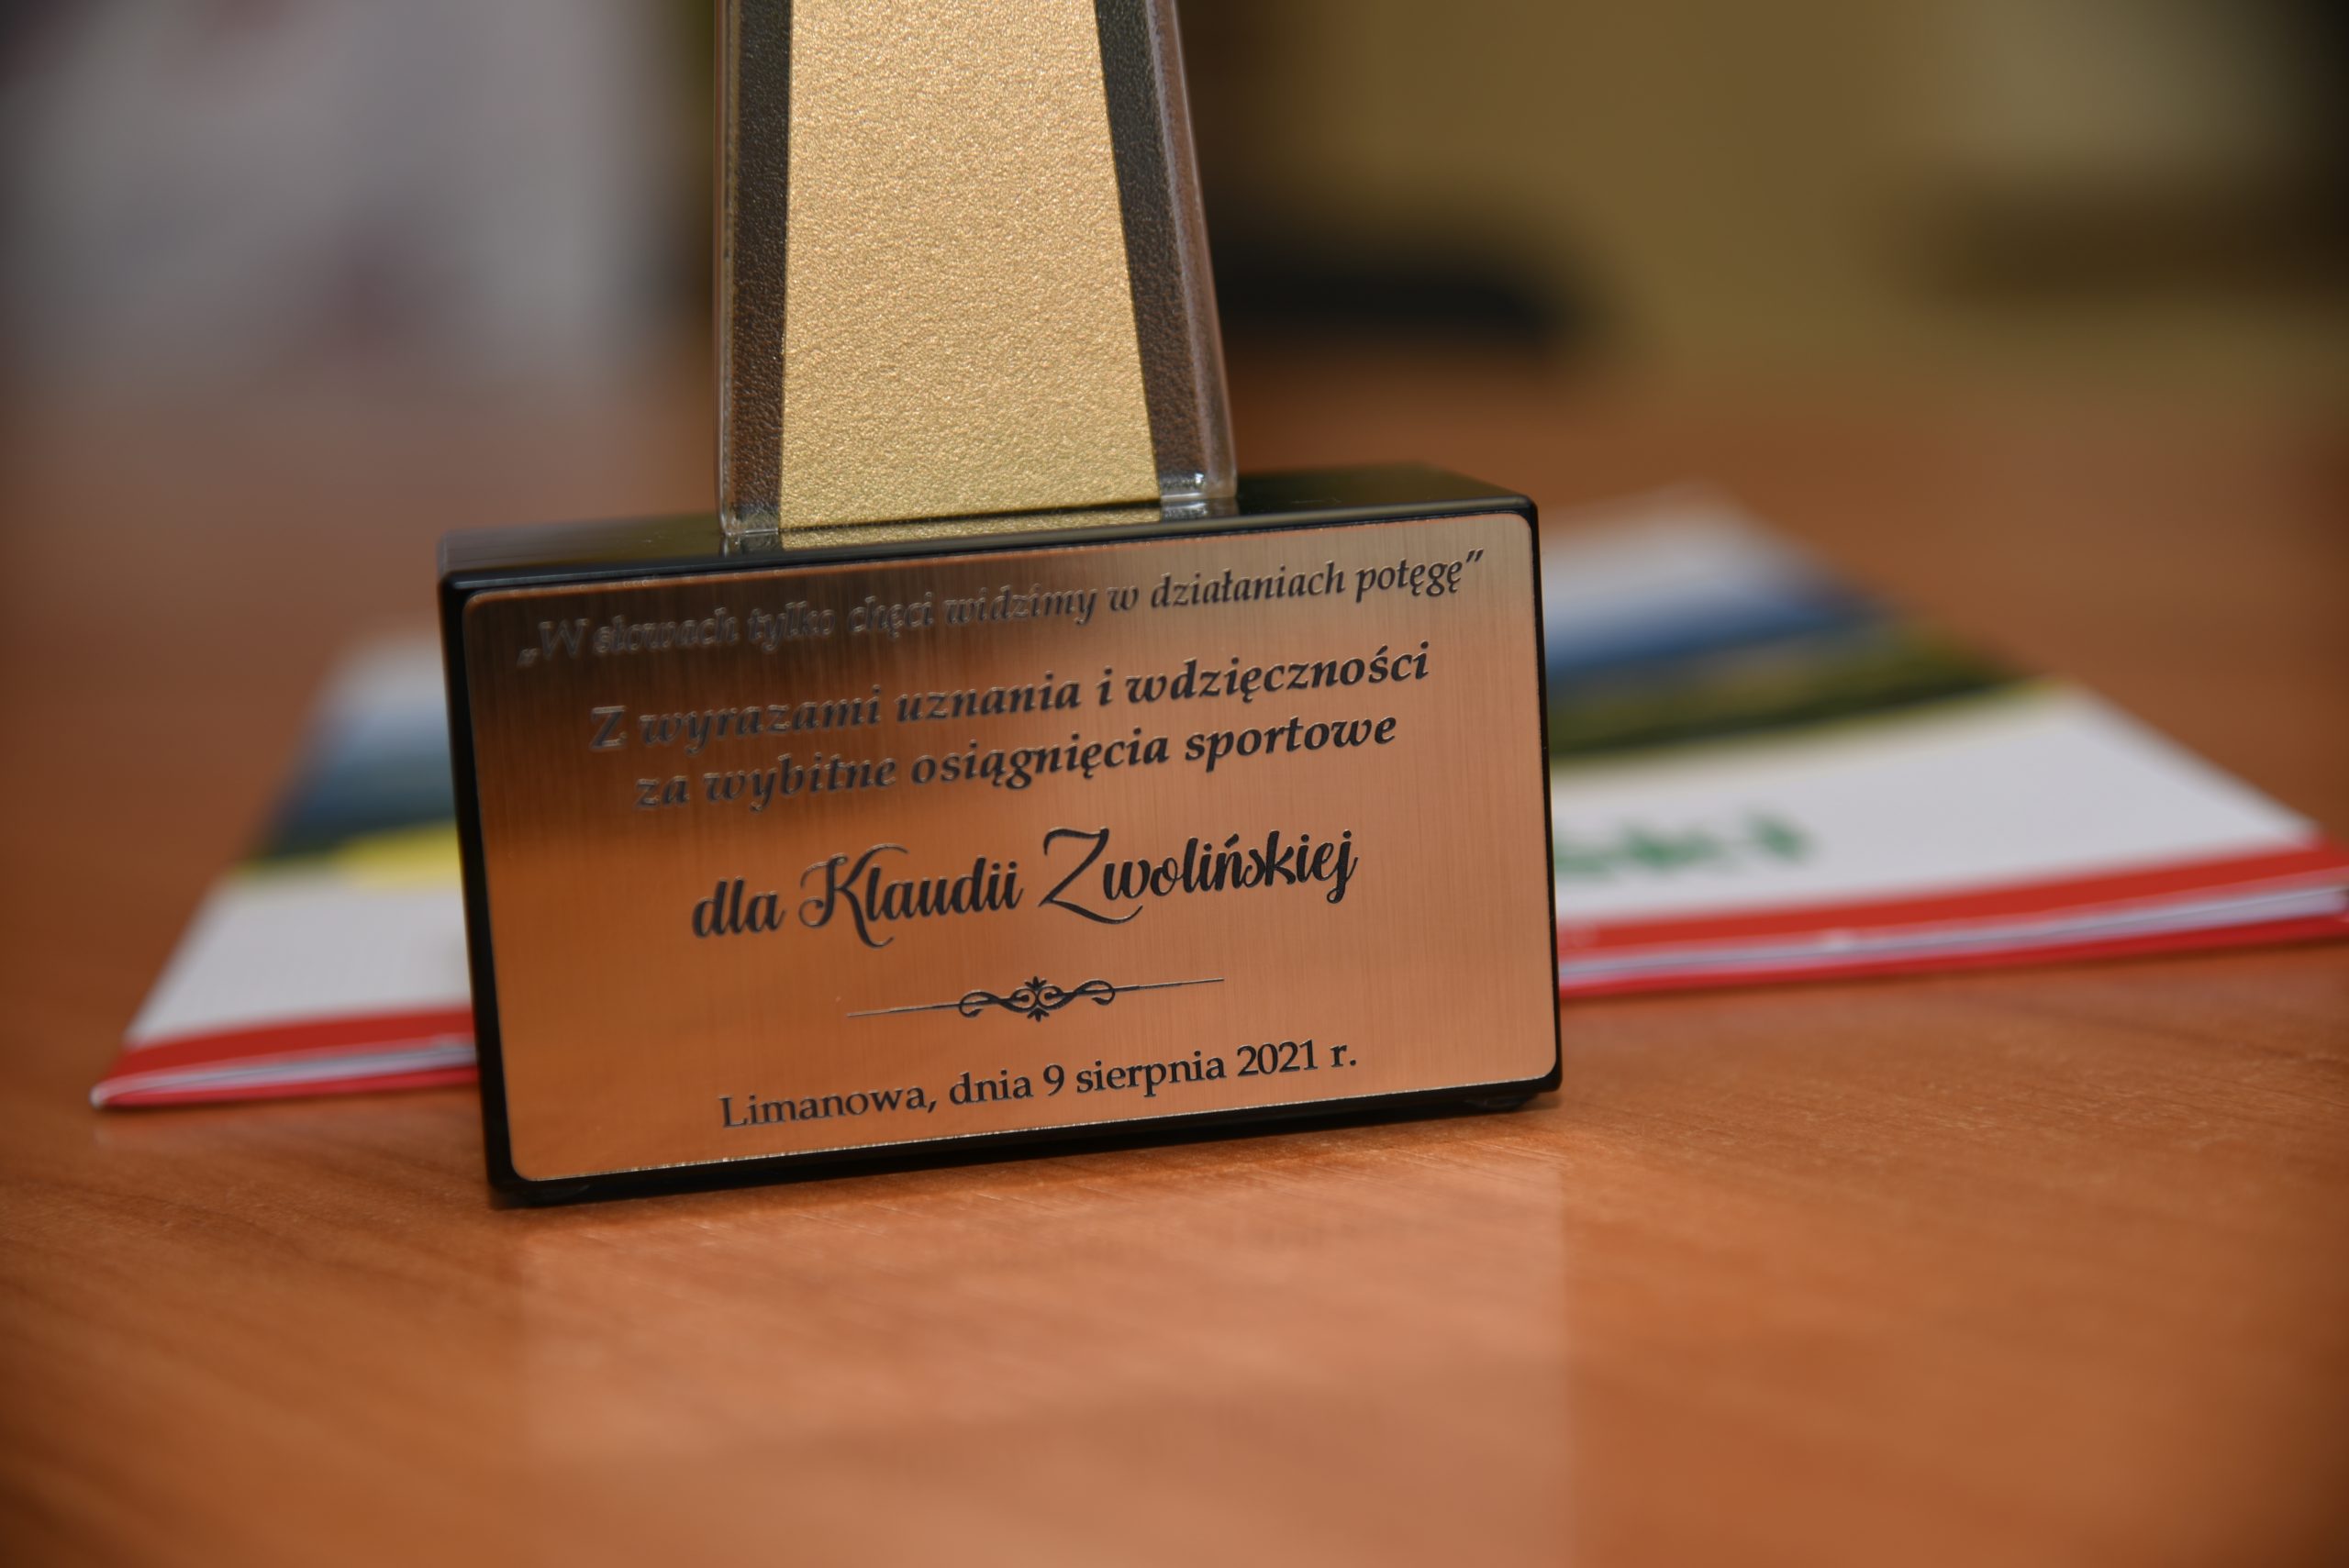 „W słowach tylko chęci widzimy w działaniach potęgę”
Z wyrazami uznania i wdzięczności
za wybitne osiągnięcia sportowe
dla Klaudii Zwolińskiej
Limanowa, dnia 9 sierpnia 2021 r.